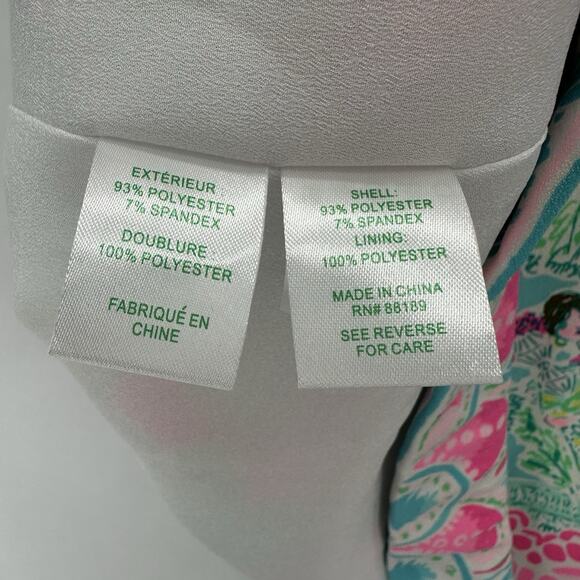 EXTÉRIEUR
93% POLYESTER
7% SPANDEX
DOUBLURE
100% POLYESTER
FABRIQUÉ EN
CHINE
SHELL:
93% POLYESTER
7% SPANDEX
LINING:
100% POLYESTER
MADE IN CHINA
RN# 88189
SEE REVERSE
FOR CARE